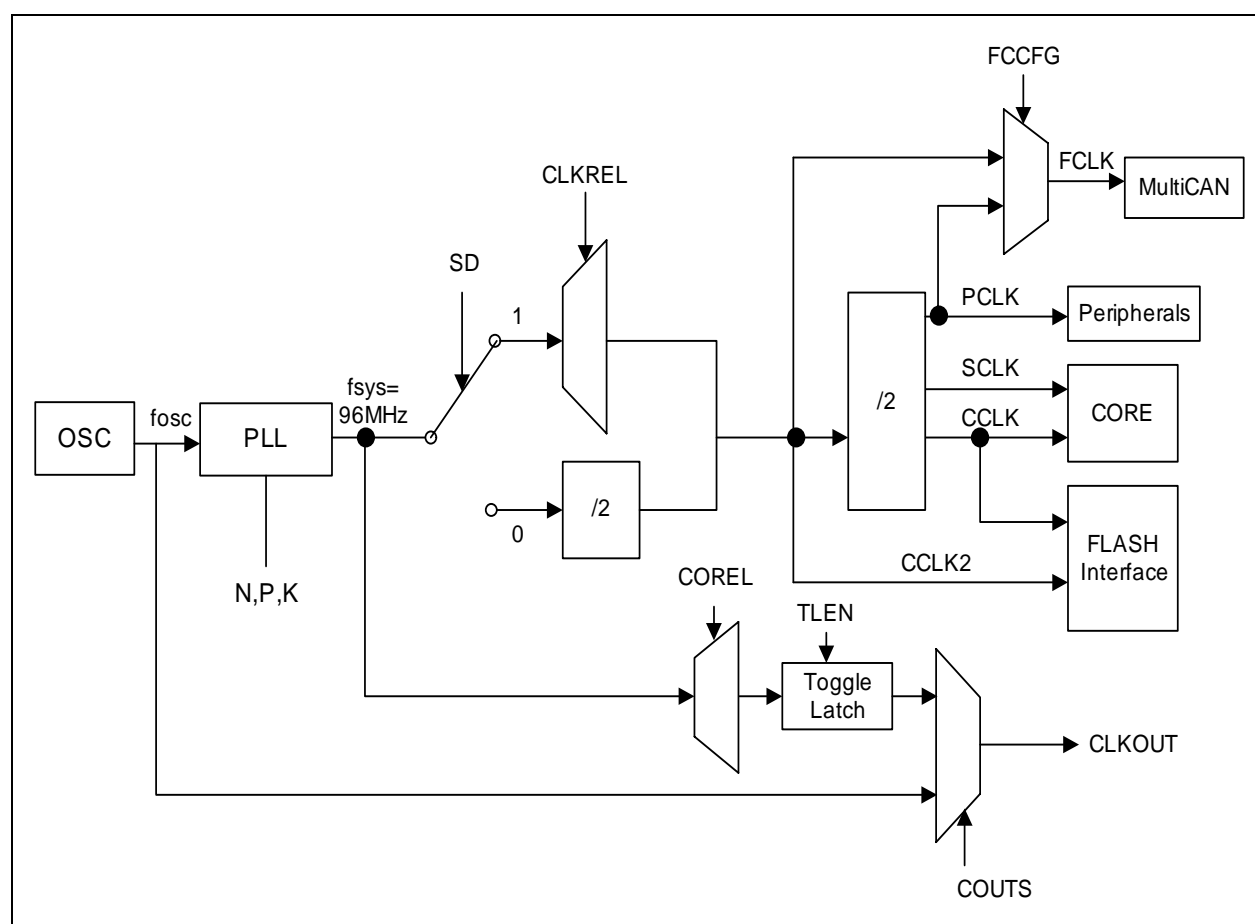 FCCFG
FCLK
MultiCAN
CLKREL
SD
1
PCLK
Peripherals
fsys=
96MHz
SCLK
/2
CORE
OSC
fosc
PLL
CCLK
/2
0
FLASH
Interface
CCLK2
N,P,K
COREL
TLEN
Toggle
Latch
CLKOUT
COUTS